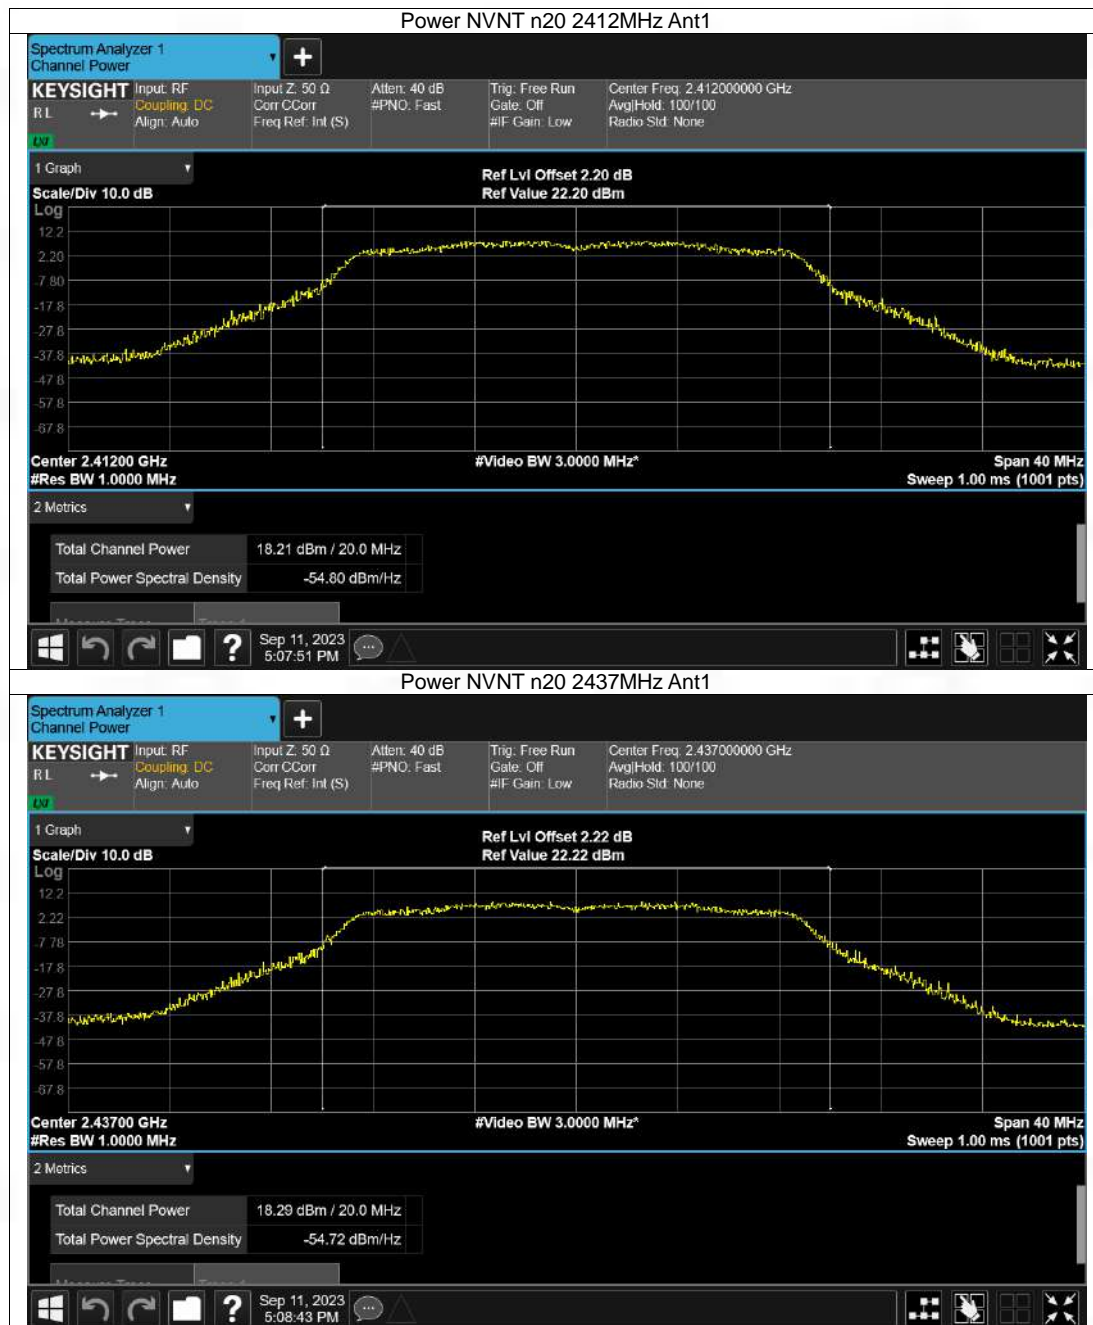 Power NVNT n20 2412MHz Ant1
Spectrum Analyzer 1
Channel Power
KEYSIGHT Input: RF Input Z: 50 Ω Atten: 40 dB Trig: Free Run Center Freq: 2.412000000 GHz
RL Coupling: DC Corr CCorr #PNO: Fast Gate: Off Avg|Hold: 100/100
Align: Auto Freq Ref: Int (S) #IF Gain: Low Radio Std: None
LXI
1 Graph
Ref Lvl Offset 2.20 dB
Scale/Div 10.0 dB Ref Value 22.20 dBm
Log
12.2
2.20
-7.80
-17.8
-27.8
-37.8
-47.8
-57.8
-67.8
Center 2.41200 GHz #Video BW 3.0000 MHz* Span 40 MHz
#Res BW 1.0000 MHz Sweep 1.00 ms (1001 pts)
2 Metrics
Total Channel Power 18.21 dBm / 20.0 MHz
Total Power Spectral Density -54.80 dBm/Hz
Sep 11, 2023
5:07:51 PM
Power NVNT n20 2437MHz Ant1
Spectrum Analyzer 1
Channel Power
KEYSIGHT Input: RF Input Z: 50 Ω Atten: 40 dB Trig: Free Run Center Freq: 2.437000000 GHz
RL Coupling: DC Corr CCorr #PNO: Fast Gate: Off Avg|Hold: 100/100
Align: Auto Freq Ref: Int (S) #IF Gain: Low Radio Std: None
LXI
1 Graph
Ref Lvl Offset 2.22 dB
Scale/Div 10.0 dB Ref Value 22.22 dBm
Log
12.2
2.22
-7.78
-17.8
-27.8
-37.8
-47.8
-57.8
-67.8
Center 2.43700 GHz #Video BW 3.0000 MHz* Span 40 MHz
#Res BW 1.0000 MHz Sweep 1.00 ms (1001 pts)
2 Metrics
Total Channel Power 18.29 dBm / 20.0 MHz
Total Power Spectral Density -54.72 dBm/Hz
Sep 11, 2023
5:08:43 PM